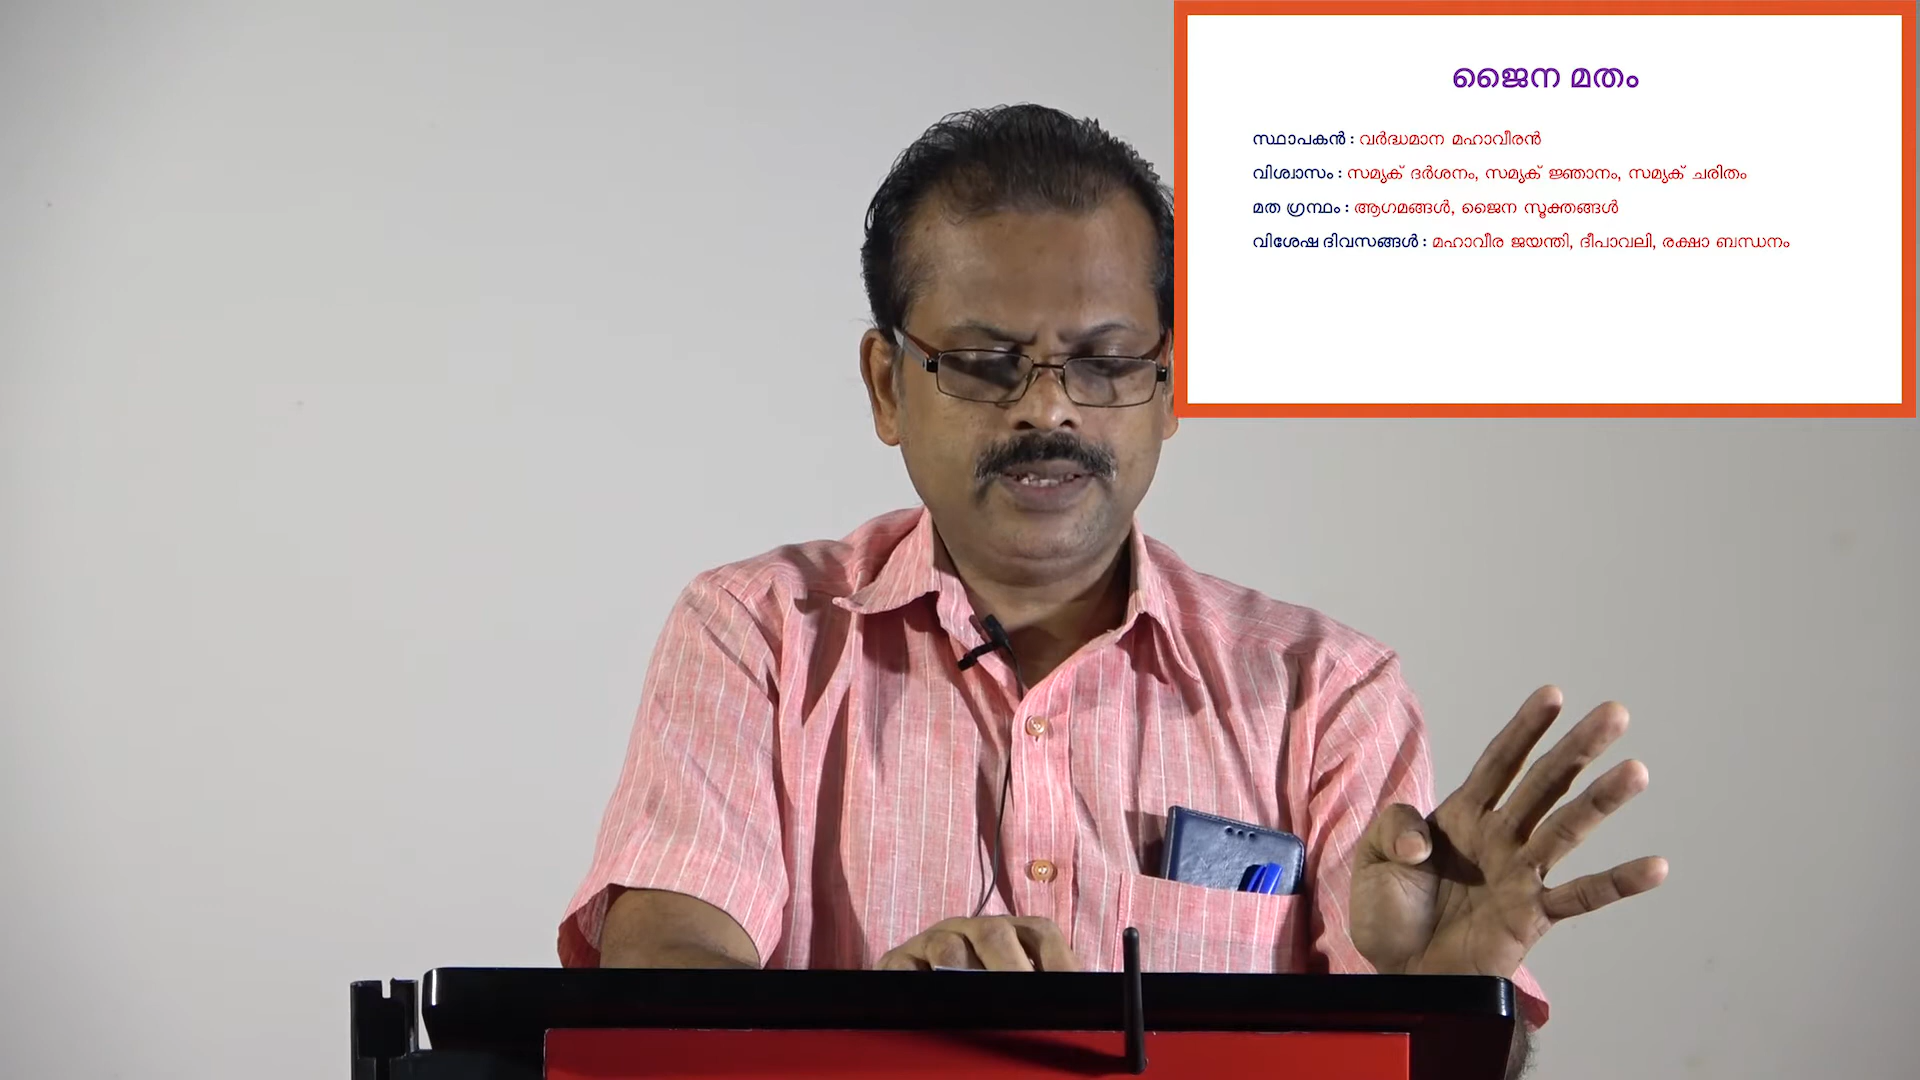 ജൈന മതം
സ്ഥാപകൻ : വർദ്ധമാന മഹാവീരൻ
വിശ്വാസം : സമ്യക് ദർശനം, സമ്യക് ജ്ഞാനം, സമ്യക് ചരിതം
മത ഗ്രന്ഥം : ആഗമങ്ങൾ, ജൈന സൂക്തങ്ങൾ
വിശേഷ ദിവസങ്ങൾ : മഹാവീര ജയന്തി, ദീപാവലി, രക്ഷാ ബന്ധനം